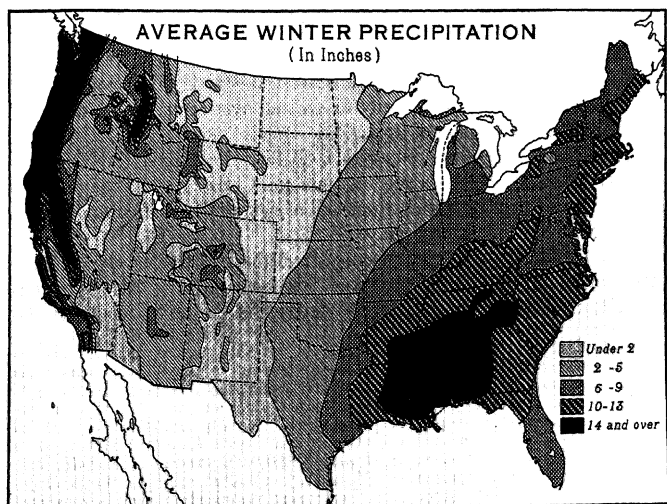 AVERAGE WINTER PRECIPITATION
(In Inches)
Under 2
2 -5
6 -9
10-13
14 and over